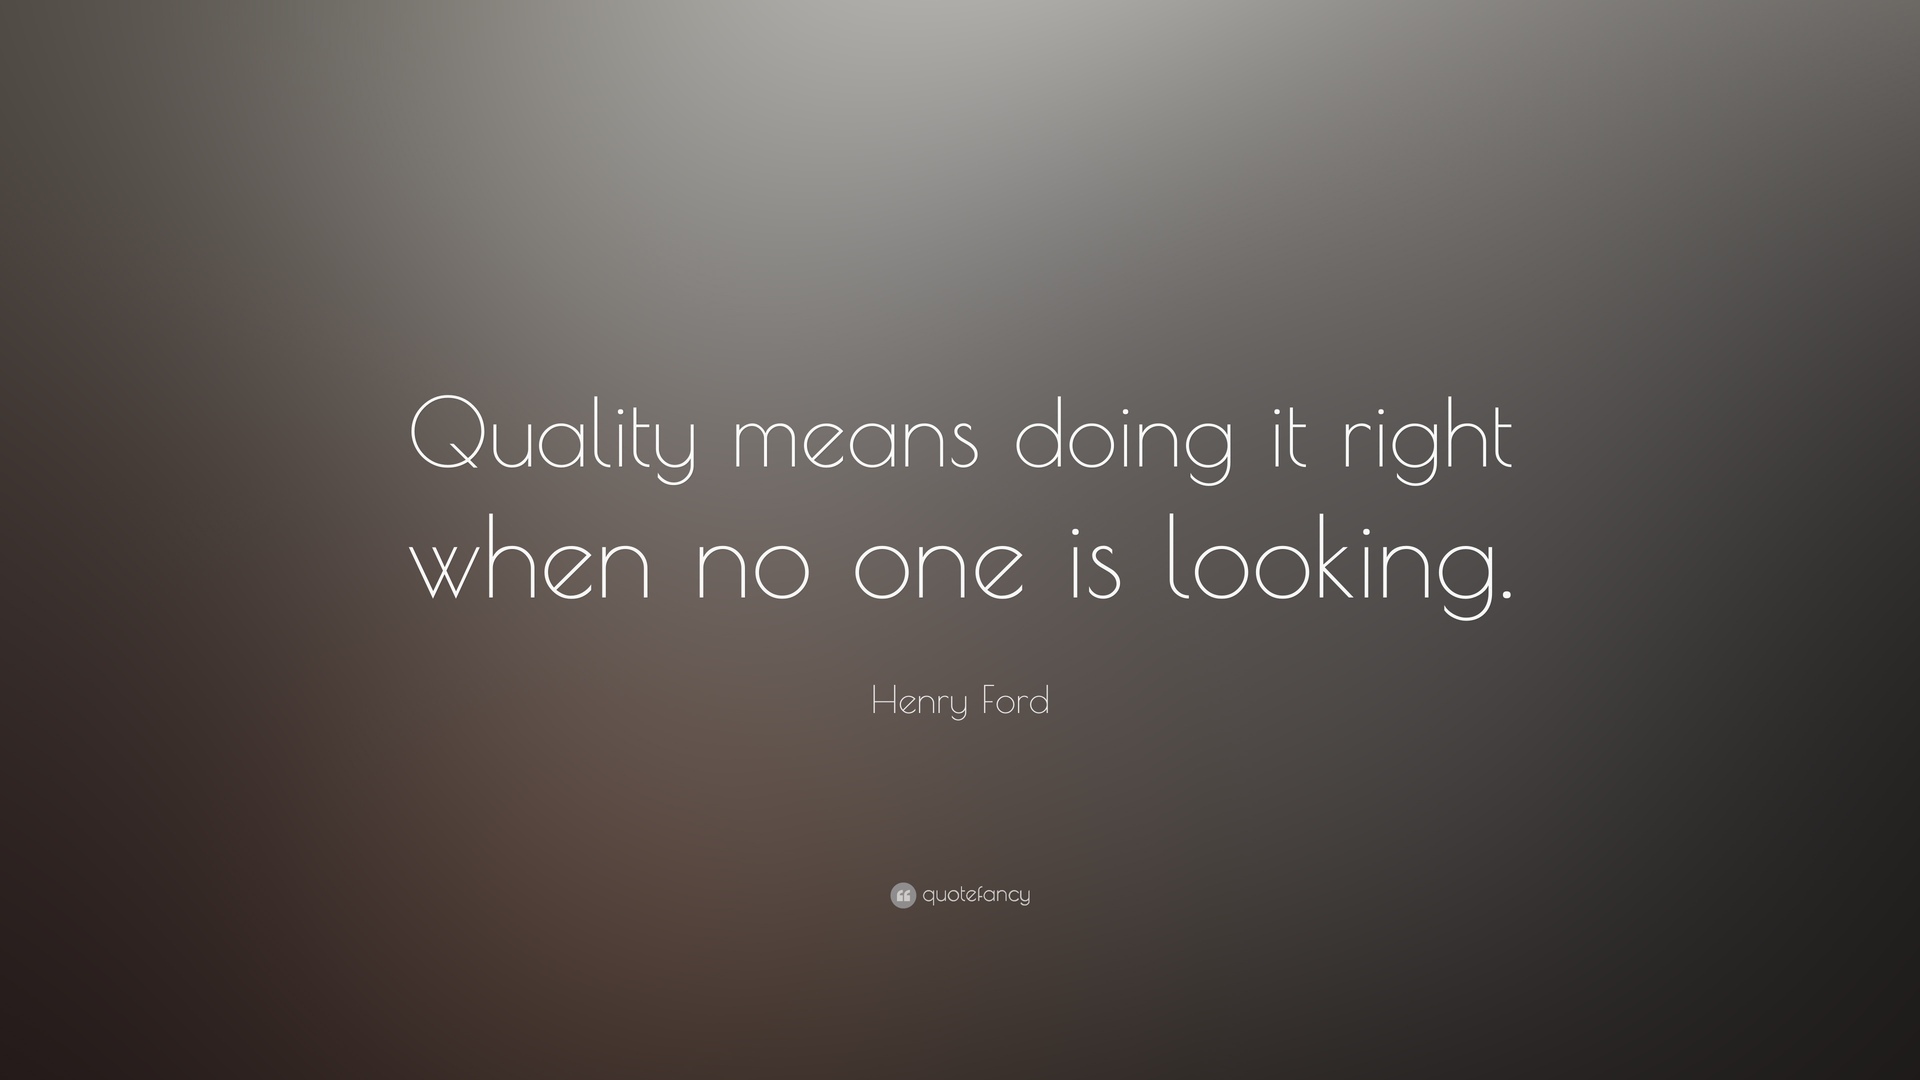 Quality means doing it right
when no one is looking.
Henry Ford
quotefancy